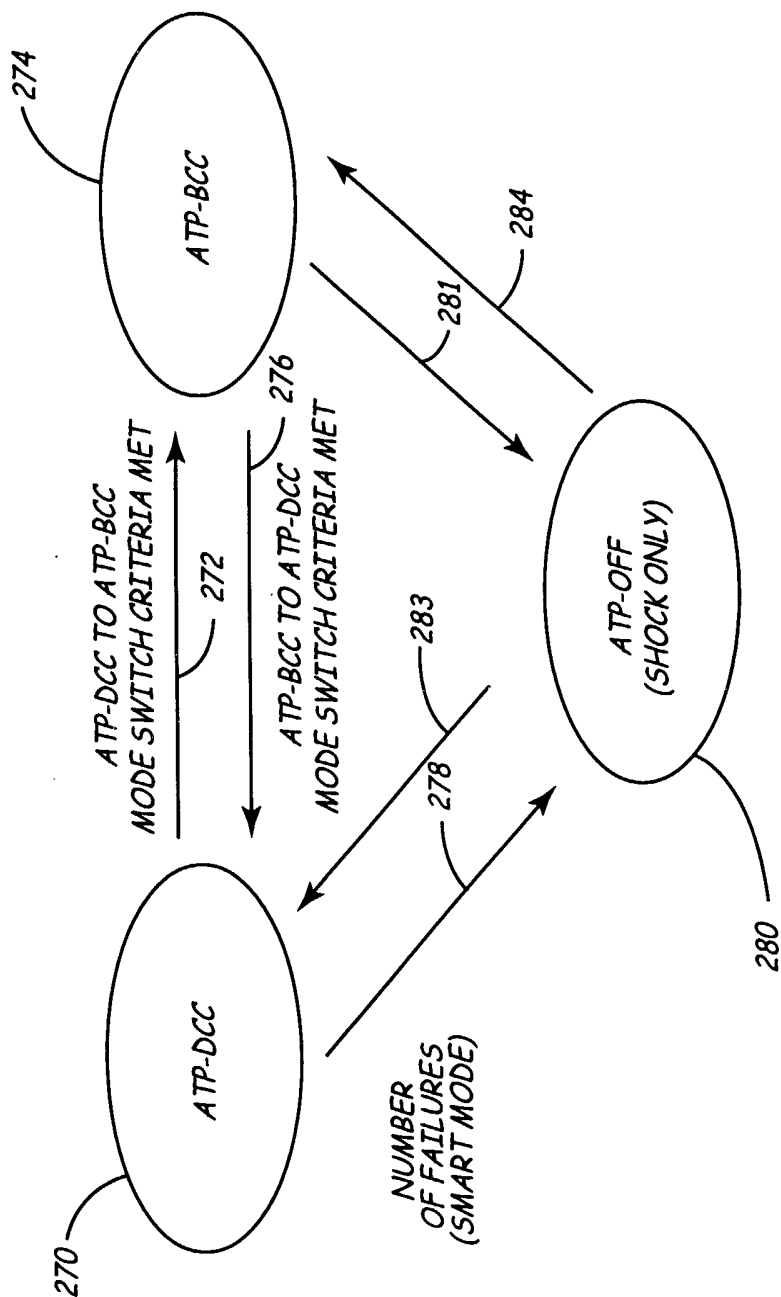 274
ATP-BCC
ATP-DCC TO ATP-BCC
MODE SWITCH CRITERIA MET
272
276
ATP-BCC TO ATP-DCC
MODE SWITCH CRITERIA MET
270
ATP-DCC
284
281
283
278
NUMBER
OF FAILURES
(SMART MODE)
ATP-OFF
(SHOCK ONLY)
280